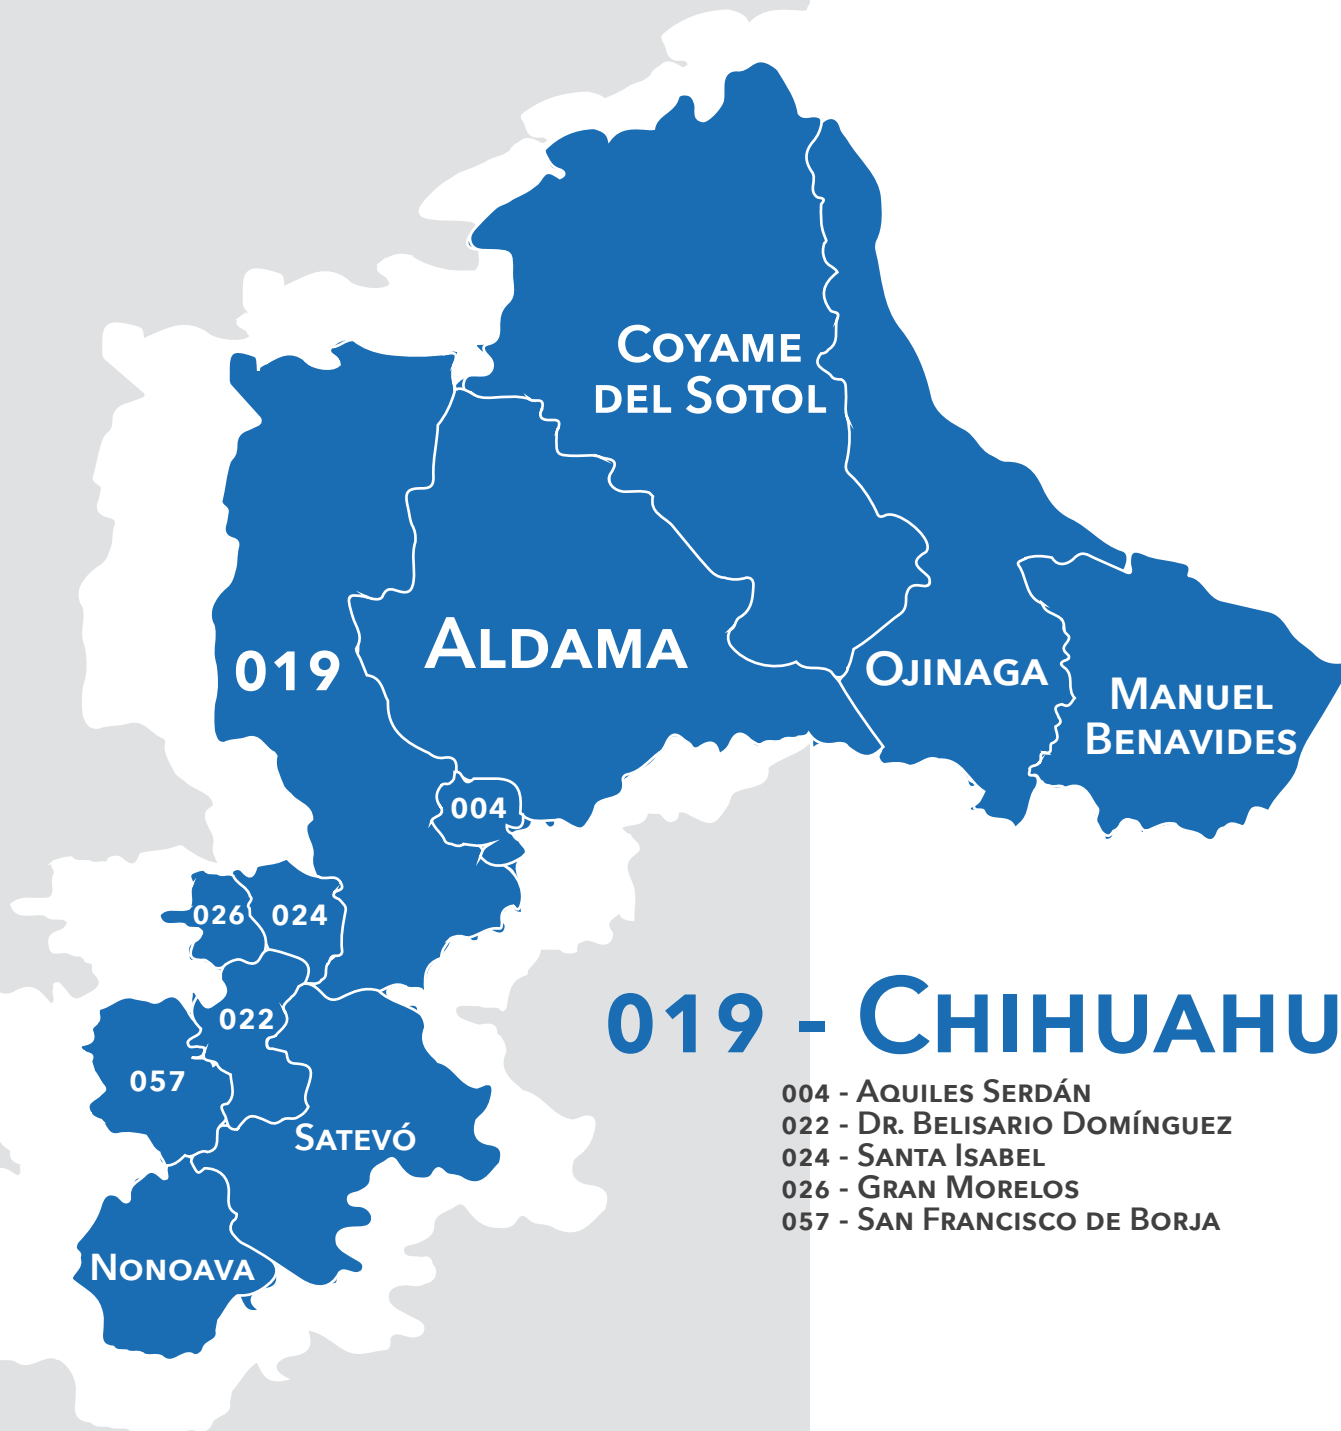 COYAME
DEL SOTOL
019
ALDAMA
OJINAGA
MANUEL
BENAVIDES
004
026
024
022
057
SATEVÓ
NONOAVA
019 - CHIHUAHU
004 - AQUILES SERDÁN
022 - DR. BELISARIO DOMÍNGUEZ
024 - SANTA ISABEL
026 - GRAN MORELOS
057 - SAN FRANCISCO DE BORJA